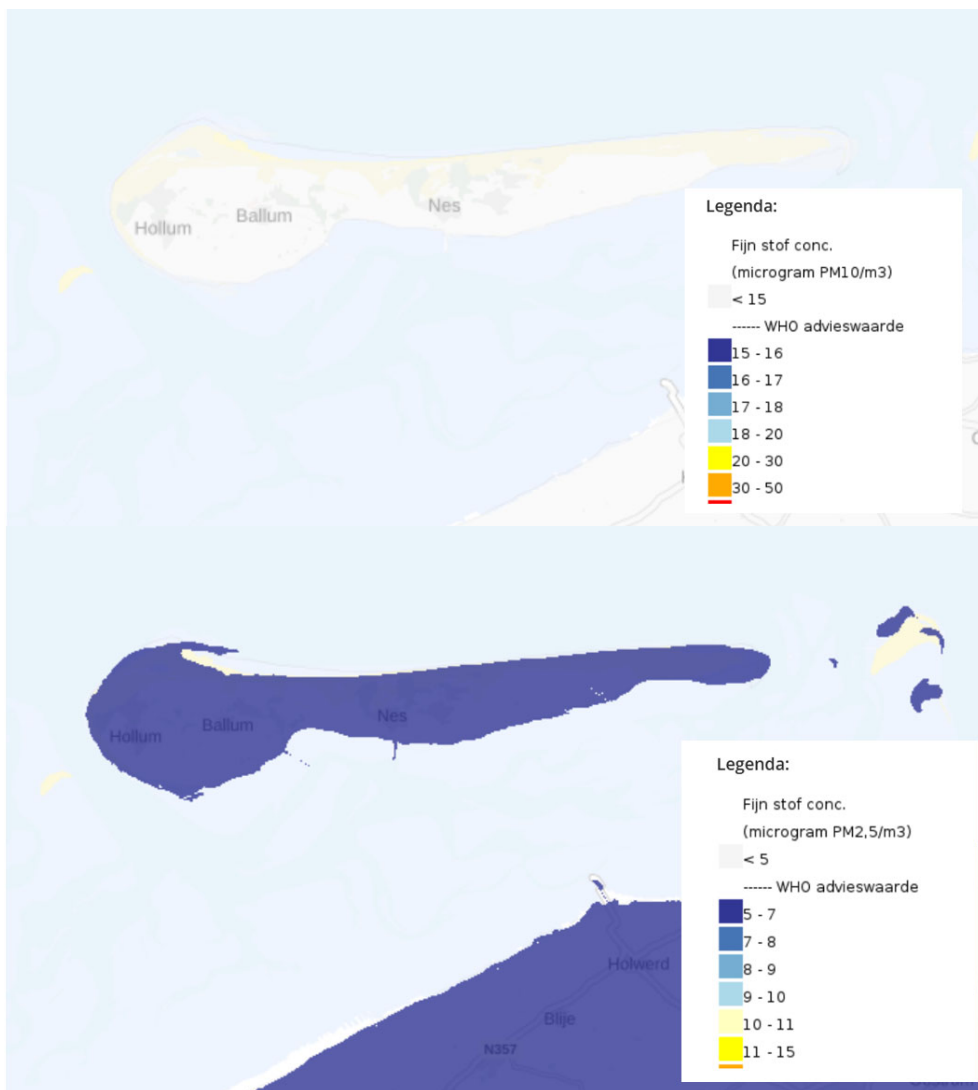 Hollum
Ballum
Nes
Legenda:
Fijn stof conc.
(microgram PM10/m3)
< 15
------ WHO advieswaarde
15 - 16
16 - 17
17 - 18
18 - 20
20 - 30
30 - 50
Hollum
Ballum
Nes
Holwerd
Blije
N357
Legenda:
Fijn stof conc.
(microgram PM2,5/m3)
< 5
------ WHO advieswaarde
5 - 7
7 - 8
8 - 9
9 - 10
10 - 11
11 - 15